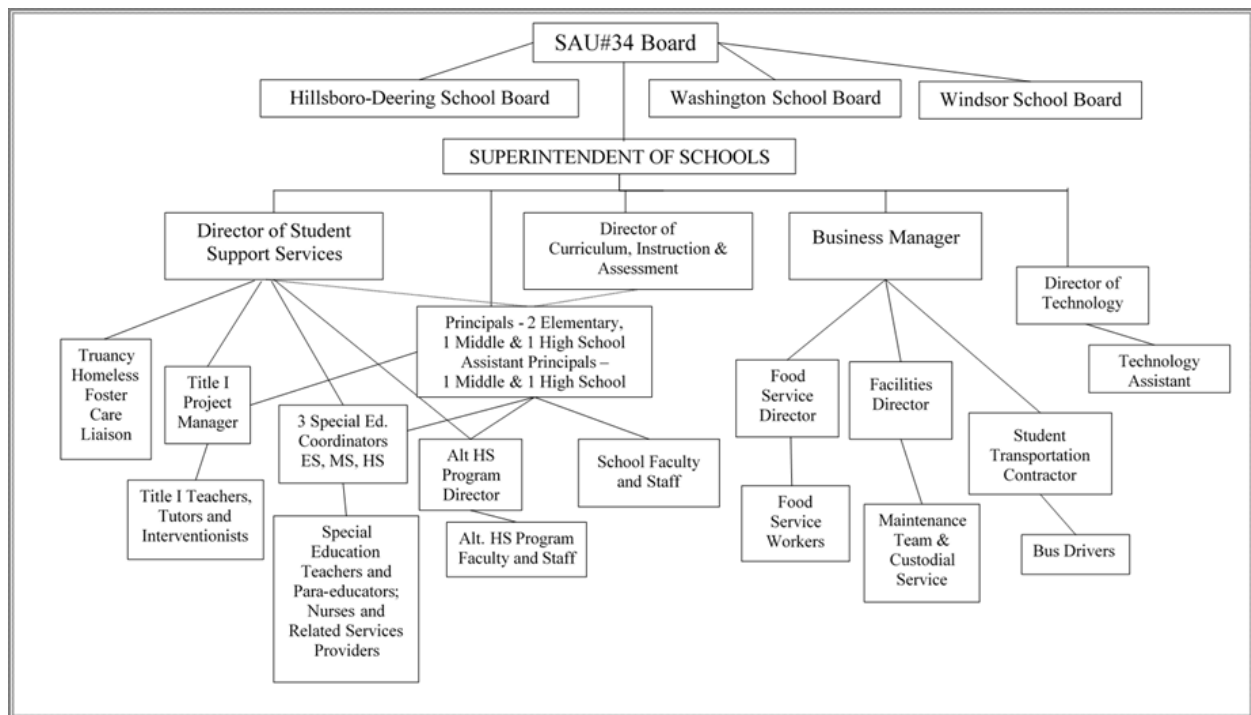 SAU#34 Board
Hillsboro-Deering School Board
Washington School Board
Windsor School Board
SUPERINTENDENT OF SCHOOLS
Director of Student
Support Services
Director of
Curriculum, Instruction &
Assessment
Business Manager
Director of
Technology
Principals - 2 Elementary,
1 Middle & 1 High School
Assistant Principals –
1 Middle & 1 High School
Technology
Assistant
Truancy
Homeless
Foster
Care
Liaison
Title I
Project
Manager
3 Special Ed.
Coordinators
ES, MS, HS
Alt HS
Program
Director
School Faculty
and Staff
Food
Service
Director
Facilities
Director
Student
Transportation
Contractor
Title I Teachers,
Tutors and
Interventionists
Special
Education
Teachers and
Para-educators;
Nurses and
Related Services
Providers
Alt. HS Program
Faculty and Staff
Food
Service
Workers
Maintenance
Team &
Custodial
Service
Bus Drivers